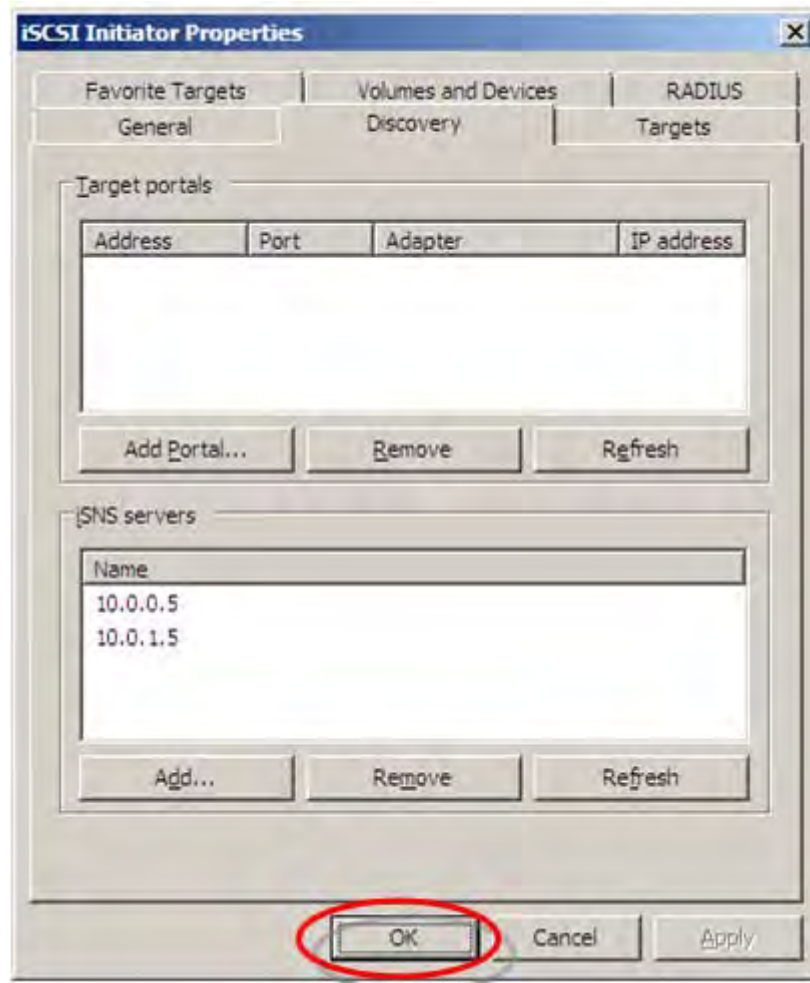 iSCSI Initiator Properties
Favorite Targets Volumes and Devices RADIUS
General Discovery Targets
Target portals
Address Port Adapter IP address
Add Portal... Remove Refresh
iSNS servers
Name
10.0.0.5
10.0.1.5
Add... Remove Refresh
OK Cancel Apply